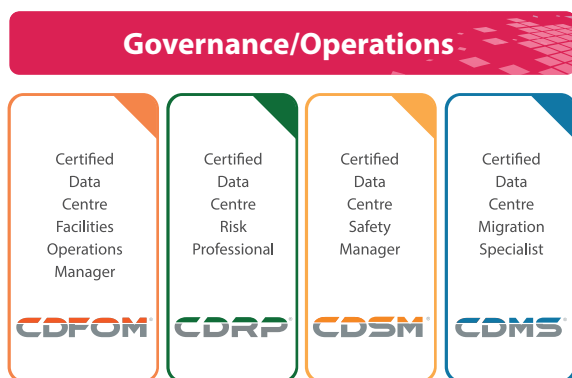 Governance/Operations
Certified
Data
Centre
Facilities
Operations
Manager
CDFOM®
Certified
Data
Centre
Risk
Professional
CDRP®
Certified
Data
Centre
Safety
Manager
CDSM®
Certified
Data
Centre
Migration
Specialist
CDMS®